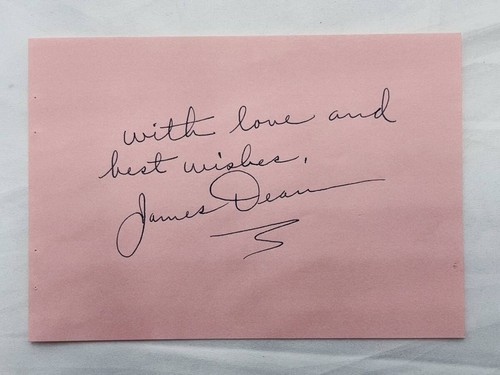 with love and
best wishes,
James Dean